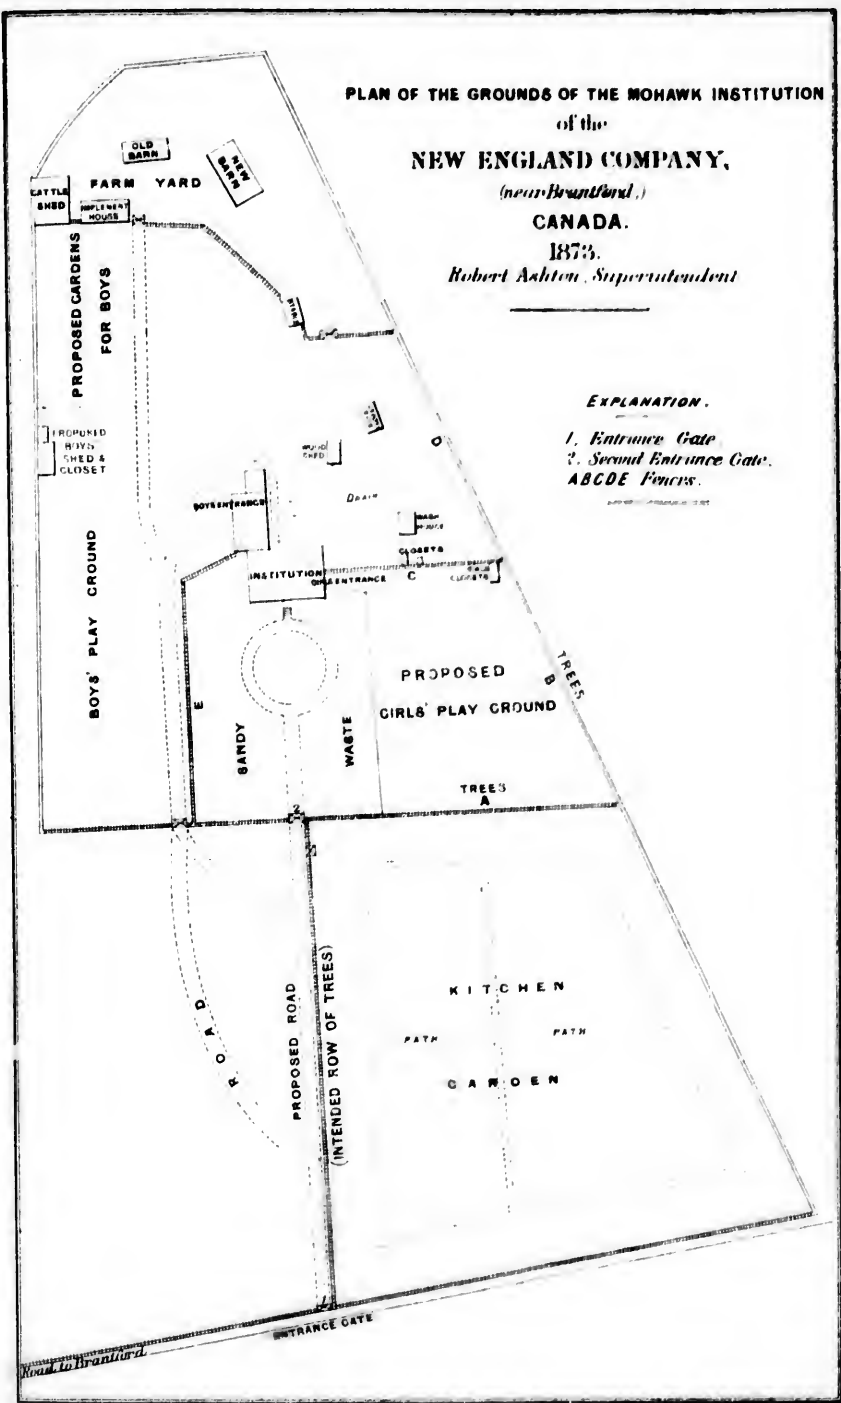 PLAN OF THE GROUNDS OF THE MOHAWK INSTITUTION
of the
NEW ENGLAND COMPANY,
(near Brantford,)
CANADA.
1873.
Robert Ashton, Superintendent
EXPLANATION.
1, Entrance Gate
2. Second Entrance Gate.
ABCDE Fences.
OLD
BARN
NEW
BARN
CATTLE
SHED
FARM YARD
IMPLEMENT
HOUSE
PROPOSED GARDENS
FOR BOYS
PROPOSED
BOYS'
SHED &
CLOSET
WOOD
SHED
D
DRAIN
BOYS ENTRANCE
WASH
HOUSE
CLOSETS
INSTITUTION
GIRLS ENTRANCE
C
CLOSETS
BOYS' PLAY GROUND
E
SANDY
WASTE
PROPOSED
GIRLS' PLAY GROUND
TREES
B
TREES
A
2
ROAD
PROPOSED ROAD
(INTENDED ROW OF TREES)
KITCHEN
PATH
PATH
GARDEN
1
ENTRANCE GATE
Road to Brantford